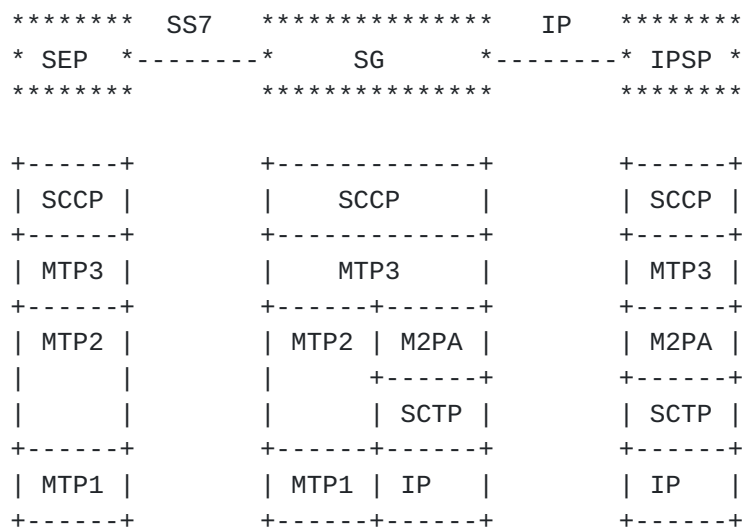 ********  SS7   ***************   IP   ********
* SEP  *--------*     SG      *--------* IPSP *
********        ***************        ********
+------+        +-------------+        +------+
| SCCP |        |    SCCP     |        | SCCP |
+------+        +-------------+        +------+
| MTP3 |        |    MTP3     |        | MTP3 |
+------+        +------+------+        +------+
| MTP2 |        | MTP2 | M2PA |        | M2PA |
|      |        |      +------+        +------+
|      |        |      | SCTP |        | SCTP |
+------+        +------+------+        +------+
| MTP1 |        | MTP1 | IP   |        | IP   |
+------+        +------+------+        +------+